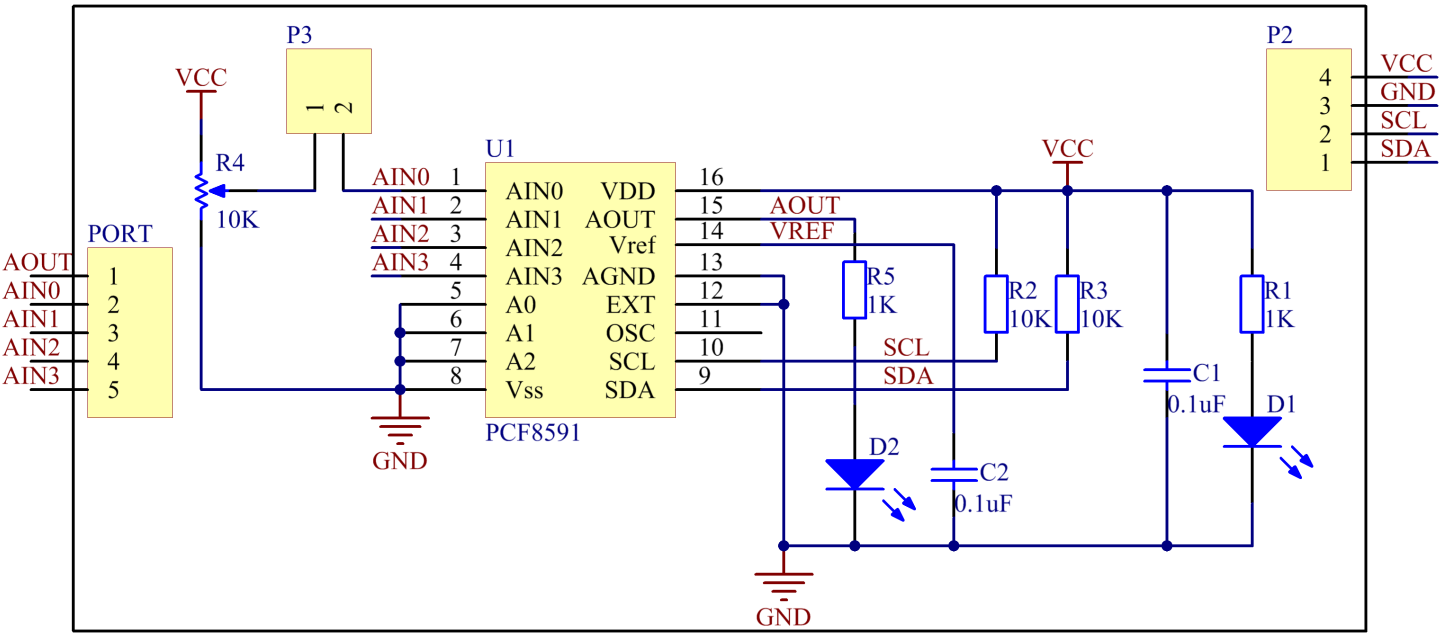 P3
P2
VCC
1
2
4
3
2
1
VCC
GND
SCL
SDA
R4
10K
U1
VCC
AIN0 1
AIN1 2
AIN2 3
AIN3 4
5
6
7
8
AIN0 VDD
AIN1 AOUT
AIN2 Vref
AIN3 AGND
A0 EXT
A1 OSC
A2 SCL
Vss SDA
PCF8591
16
15 AOUT
14 VREF
13
12
11
10 SCL
9 SDA
PORT
AOUT 1
AIN0 2
AIN1 3
AIN2 4
AIN3 5
GND
R5
1K
R2
10K
R3
10K
R1
1K
C1
0.1uF
D1
D2
C2
0.1uF
GND